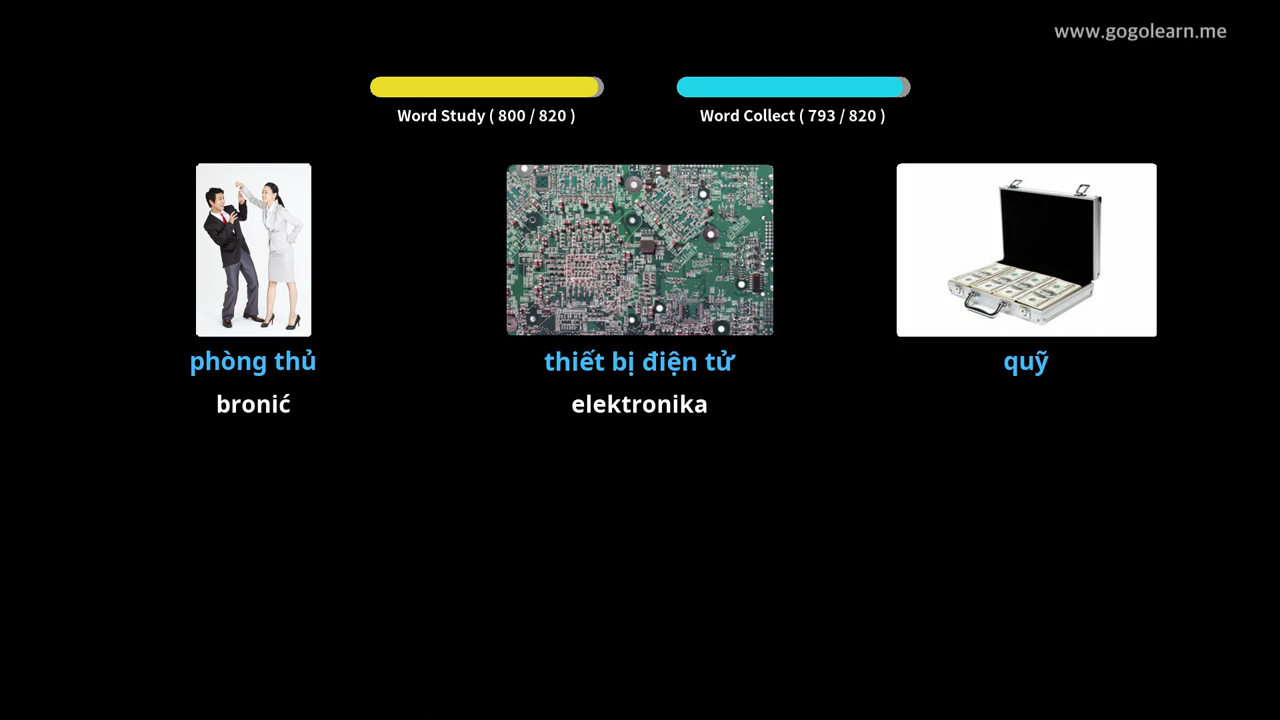 www.gogolearn.me
Word Study ( 800 / 820 )
Word Collect ( 793 / 820 )
phòng thủ
thiết bị điện tử
quỹ
bronić
elektronika